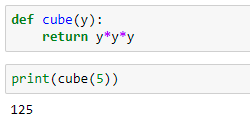 def cube(y):
    return y*y*y
print(cube(5))
125